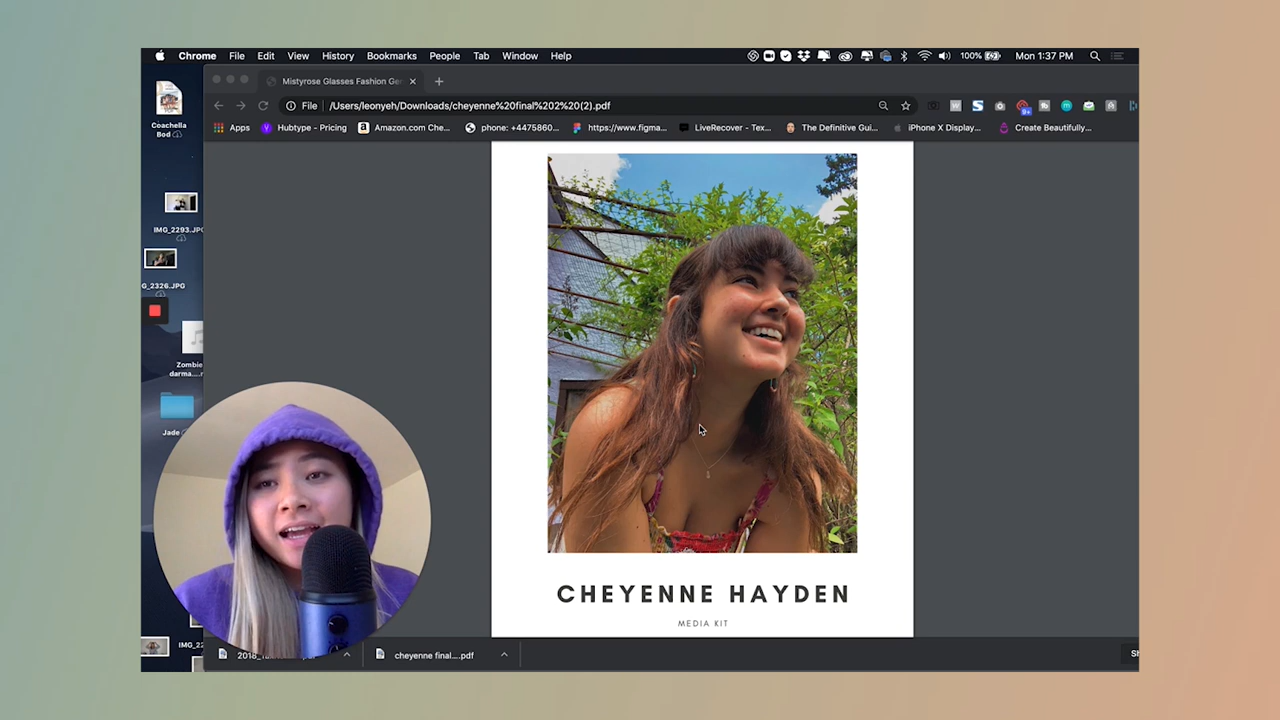 Chrome File Edit View History Bookmarks People Tab Window Help 100% Mon 1:37 PM
Mistyrose Glasses Fashion Ge
File /Users/leonyeh/Downloads/cheyenne%20final%202%20(2).pdf
9+
Apps Hubtype - Pricing Amazon.com Che... phone: +4475860... https://www.figma... LiveRecover - Tex... The Definitive Gui... iPhone X Display... Create Beautifully...
Coachella
Bod
IMG_2293.JPG
G_2326.JPG
Zombie
darma....
Jade
CHEYENNE HAYDEN
MEDIA KIT
IMG_22
cheyenne final....pdf